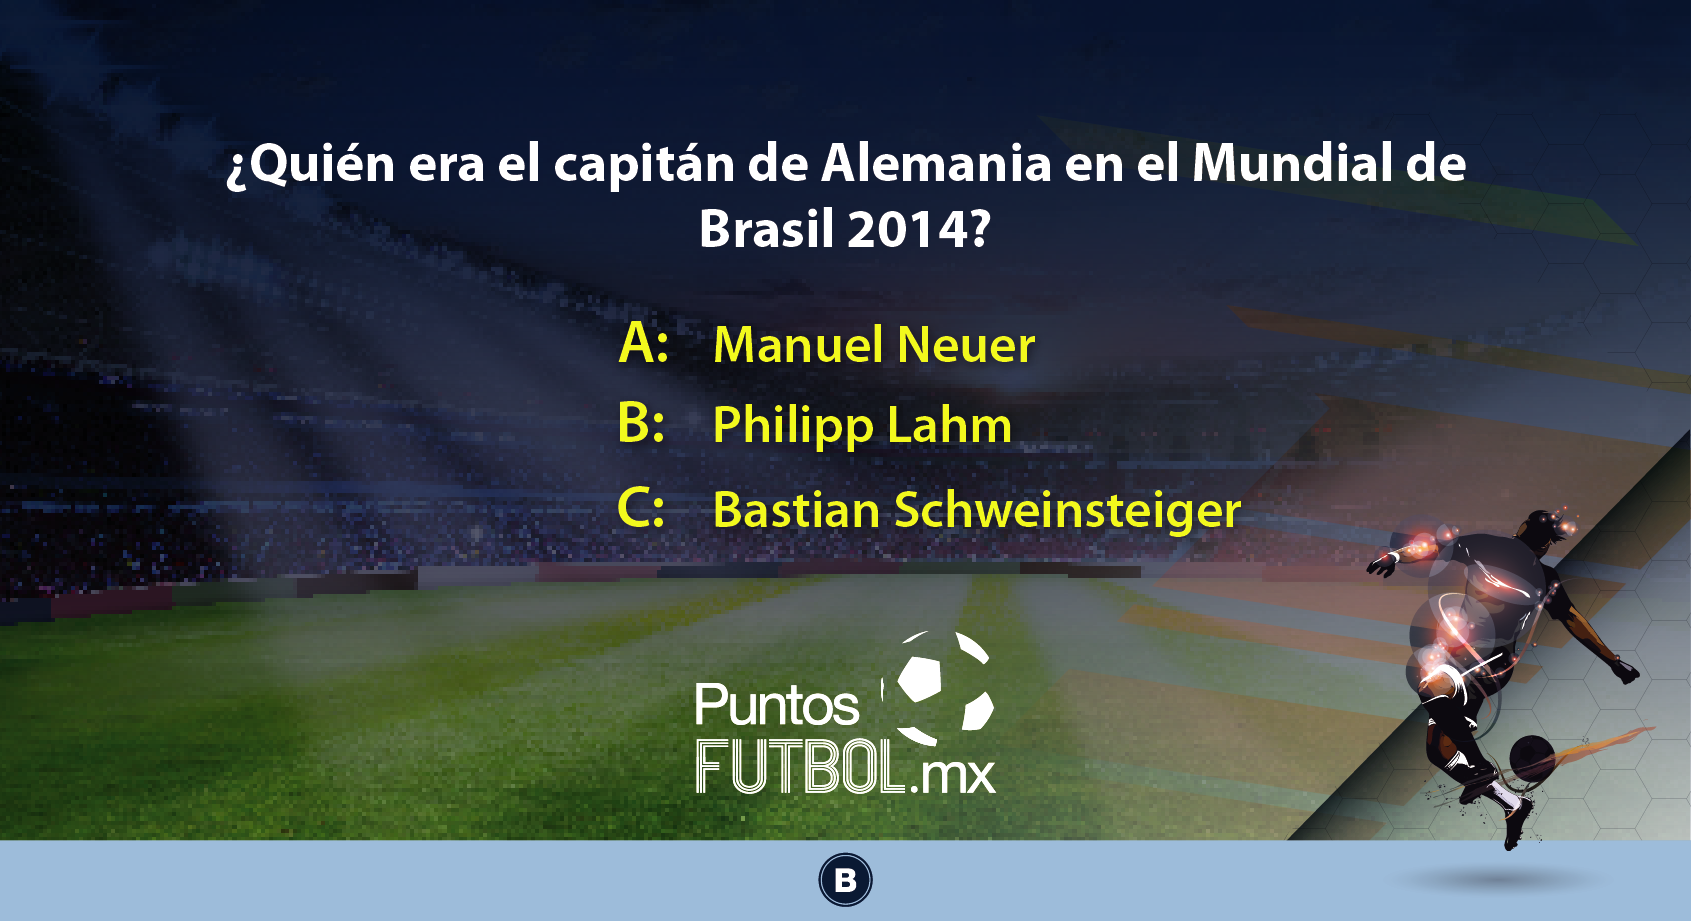 ¿Quién era el capitán de Alemania en el Mundial de
Brasil 2014?
A: Manuel Neuer
B: Philipp Lahm
C: Bastian Schweinsteiger
Puntos
FUTBOL.mx
B